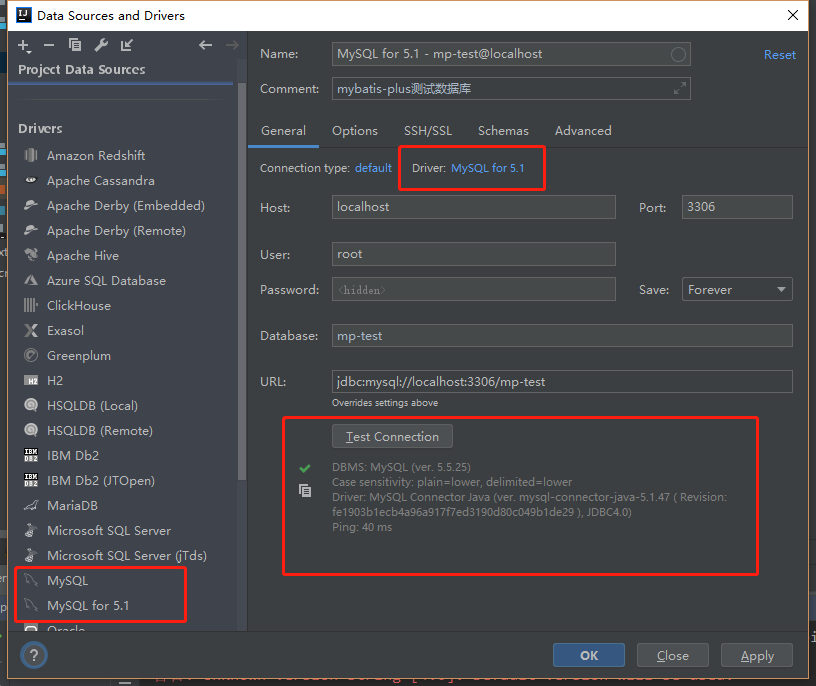 Data Sources and Drivers
Project Data Sources
Drivers
Amazon Redshift
Apache Cassandra
Apache Derby (Embedded)
Apache Derby (Remote)
Apache Hive
Azure SQL Database
ClickHouse
Exasol
Greenplum
H2
HSQLDB (Local)
HSQLDB (Remote)
IBM Db2
IBM Db2 (JTOpen)
MariaDB
Microsoft SQL Server
Microsoft SQL Server (jTds)
MySQL
MySQL for 5.1
Oracle
Name: MySQL for 5.1 - mp-test@localhost
Reset
Comment: mybatis-plus测试数据库
General Options SSH/SSL Schemas Advanced
Connection type: default Driver: MySQL for 5.1
Host: localhost Port: 3306
User: root
Password: <hidden> Save: Forever
Database: mp-test
URL: jdbc:mysql://localhost:3306/mp-test
Overrides settings above
Test Connection
DBMS: MySQL (ver. 5.5.25)
Case sensitivity: plain=lower, delimited=lower
Driver: MySQL Connector Java (ver. mysql-connector-java-5.1.47 ( Revision:
fe1903b1ecb4a96a917f7ed3190d80c049b1de29 ), JDBC4.0)
Ping: 40 ms
? OK Close Apply